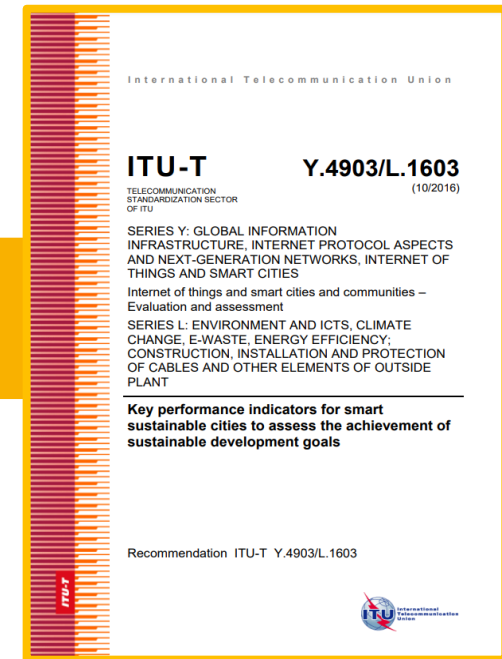 International Telecommunication Union
ITU-T Y.4903/L.1603
TELECOMMUNICATION
STANDARDIZATION SECTOR
OF ITU
(10/2016)
SERIES Y: GLOBAL INFORMATION
INFRASTRUCTURE, INTERNET PROTOCOL ASPECTS
AND NEXT-GENERATION NETWORKS, INTERNET OF
THINGS AND SMART CITIES
Internet of things and smart cities and communities –
Evaluation and assessment
SERIES L: ENVIRONMENT AND ICTS, CLIMATE
CHANGE, E-WASTE, ENERGY EFFICIENCY;
CONSTRUCTION, INSTALLATION AND PROTECTION
OF CABLES AND OTHER ELEMENTS OF OUTSIDE
PLANT
Key performance indicators for smart
sustainable cities to assess the achievement of
sustainable development goals
Recommendation ITU-T Y.4903/L.1603
ITU-T
ITU
International
Telecommunication
Union